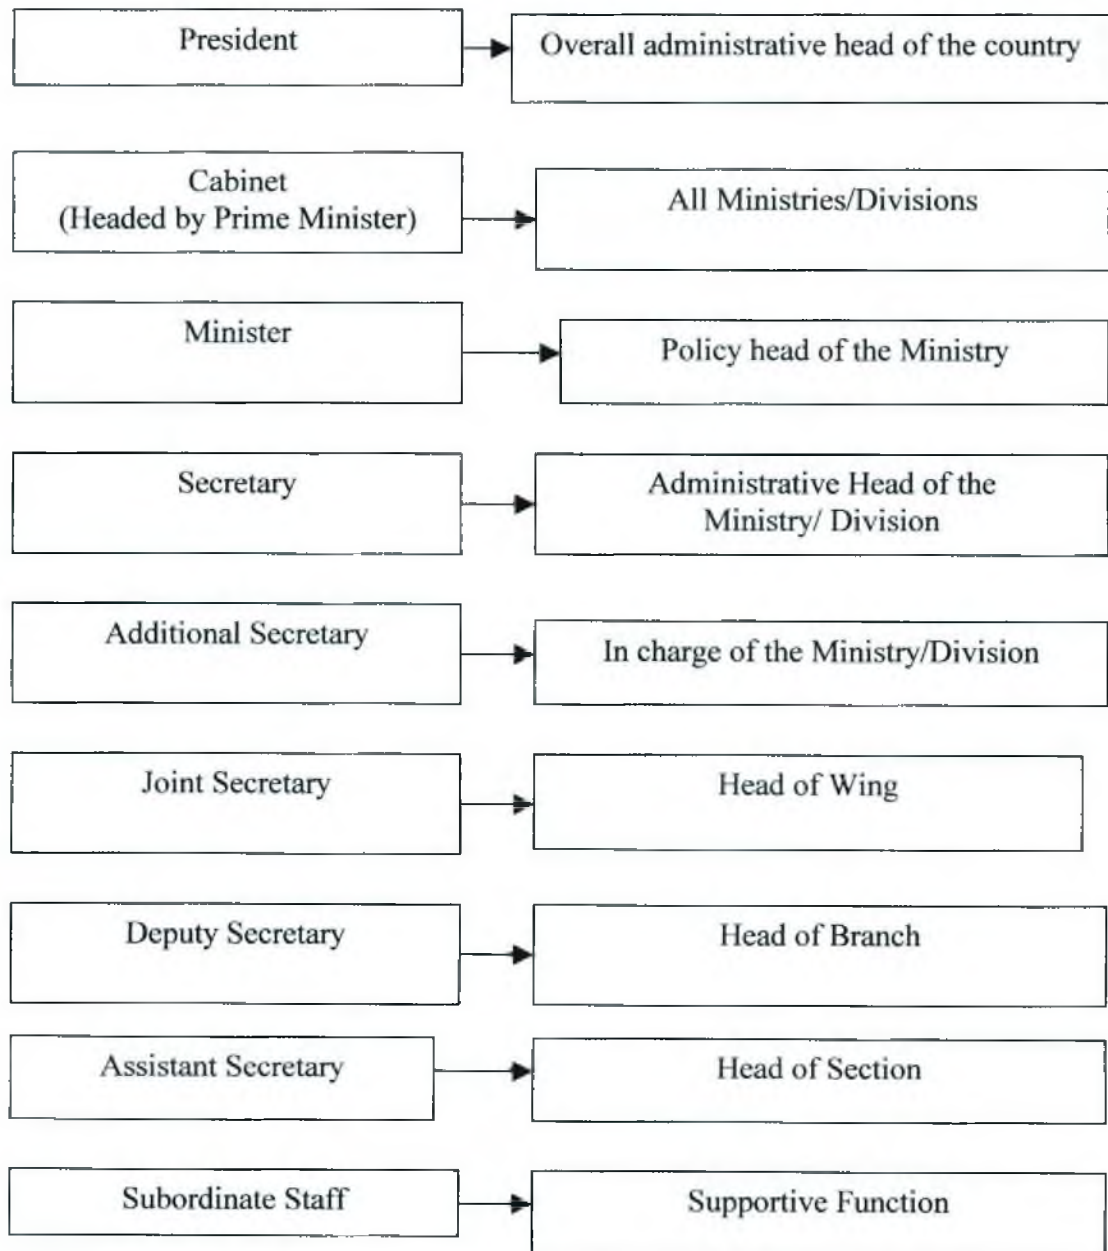 President
Overall administrative head of the country
Cabinet
(Headed by Prime Minister)
All Ministries/Divisions
Minister
Policy head of the Ministry
Secretary
Administrative Head of the
Ministry/ Division
Additional Secretary
In charge of the Ministry/Division
Joint Secretary
Head of Wing
Deputy Secretary
Head of Branch
Assistant Secretary
Head of Section
Subordinate Staff
Supportive Function